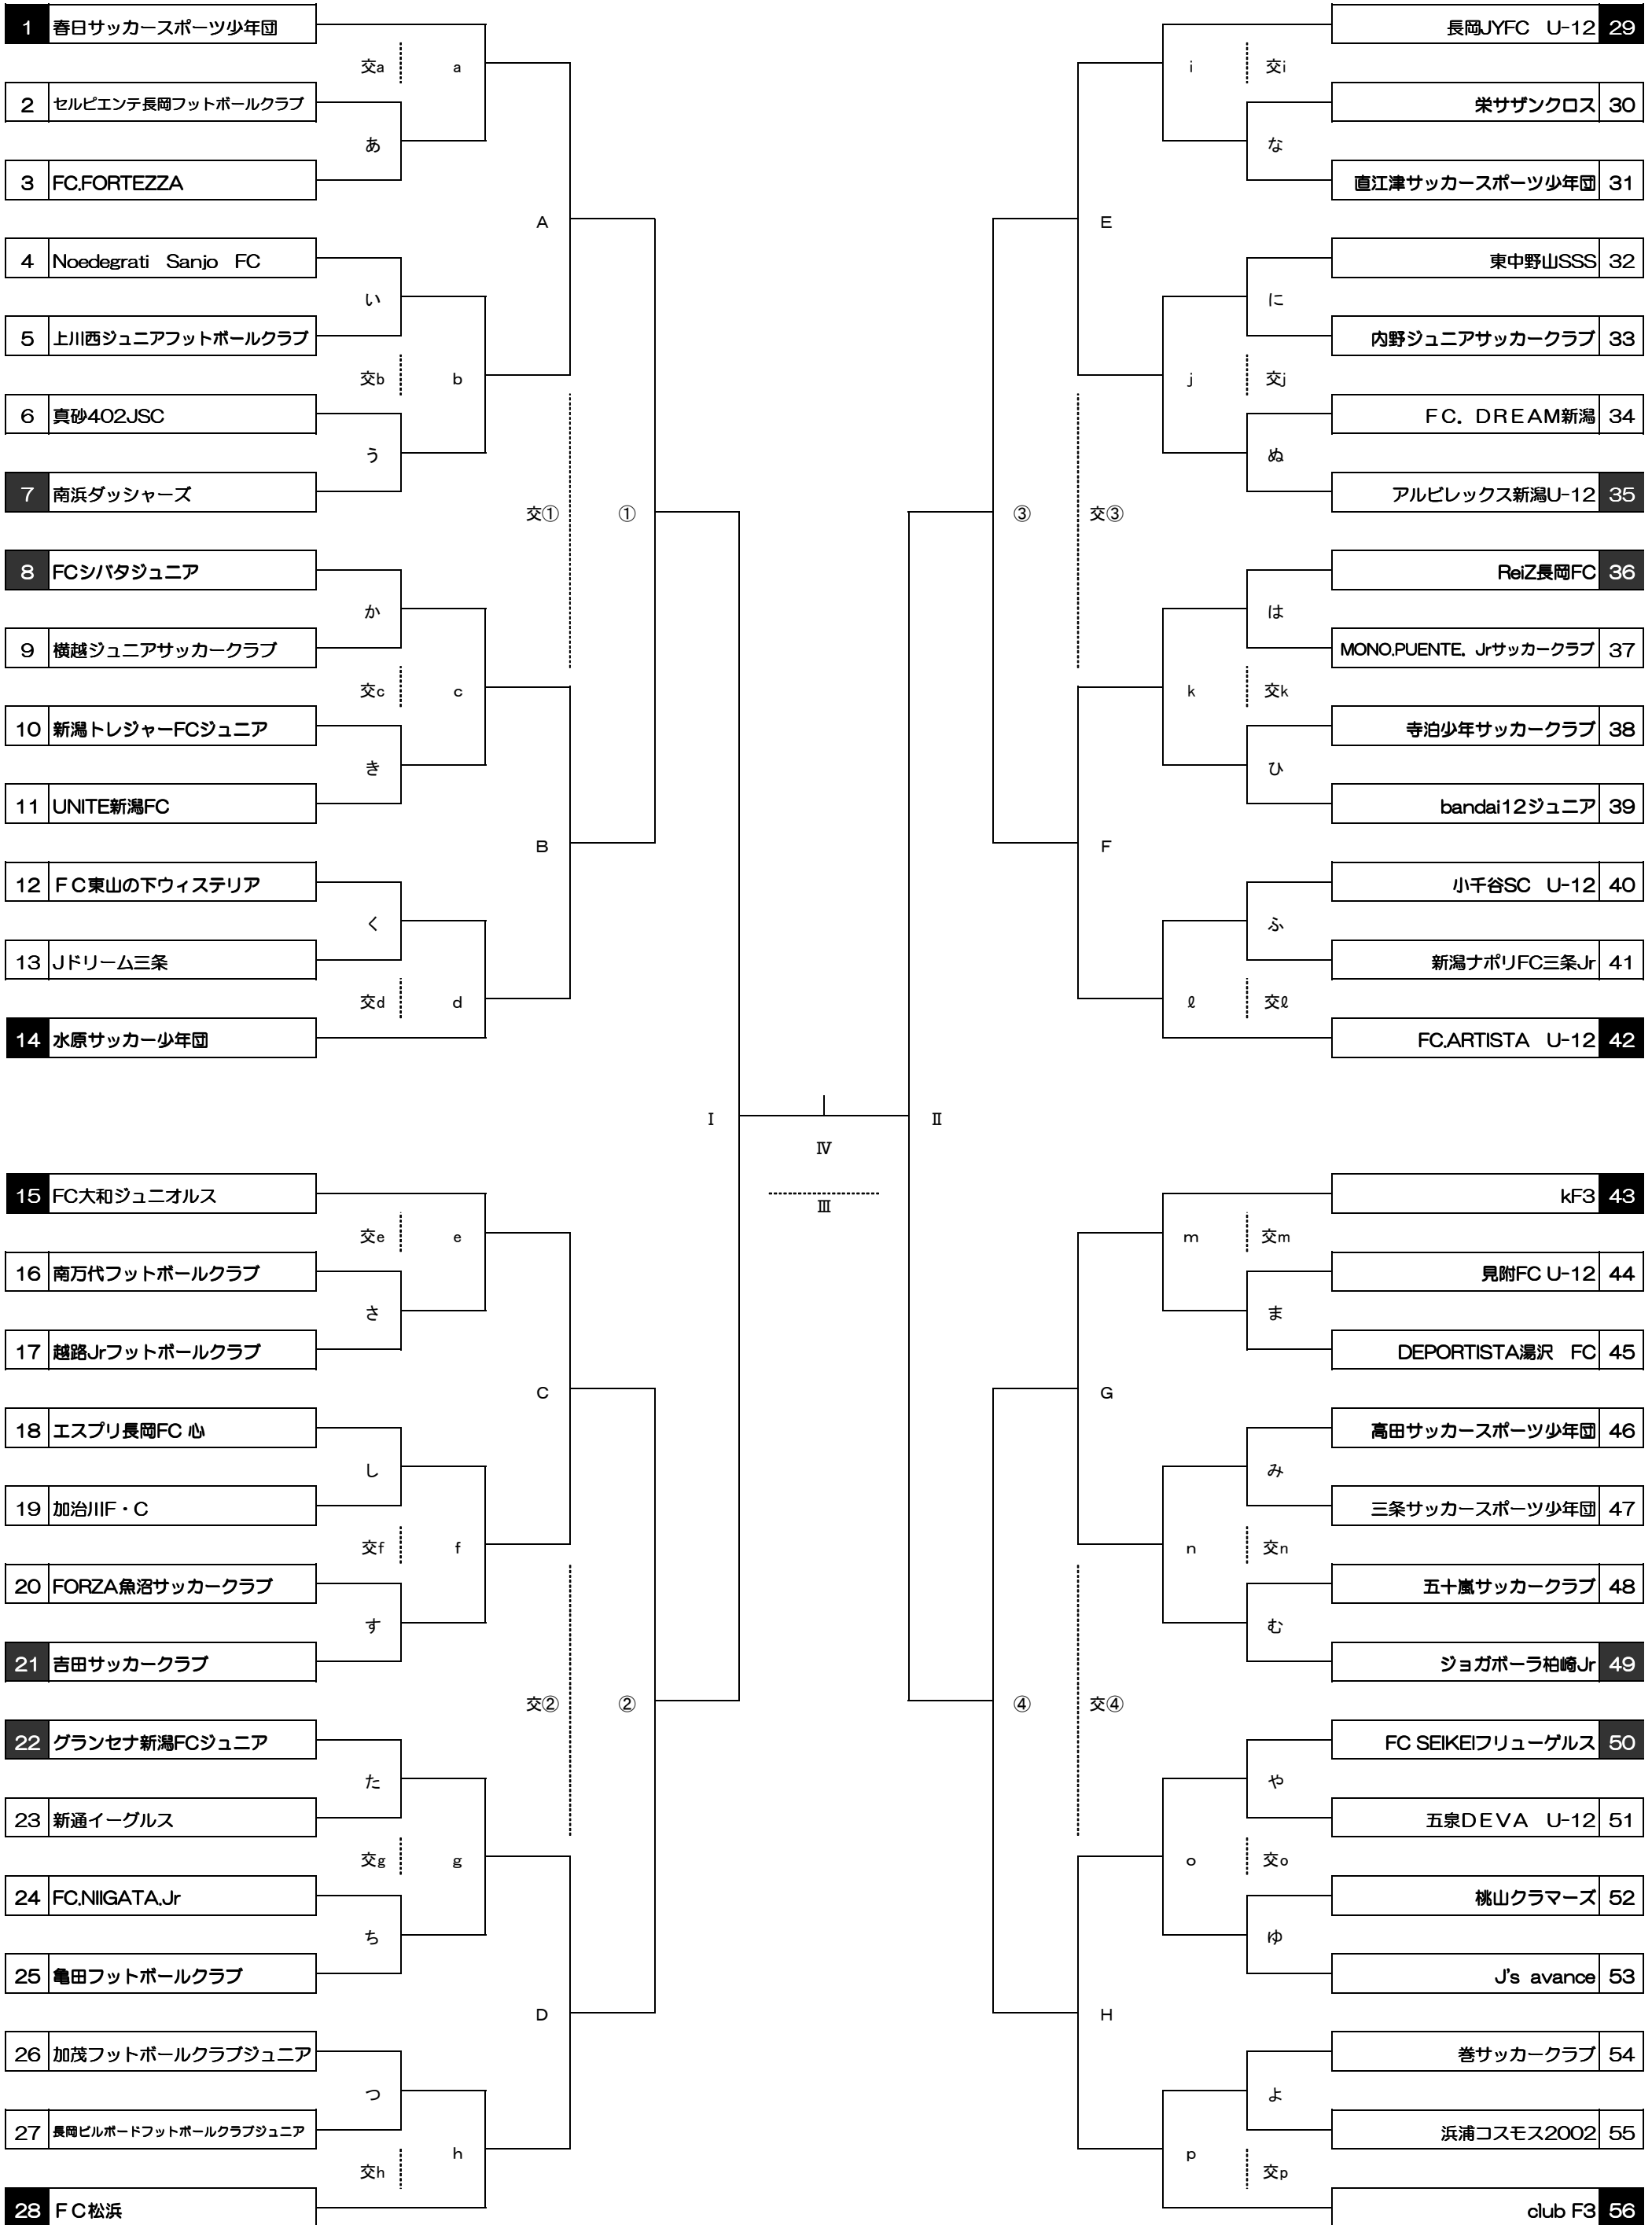 1 春日サッカースポーツ少年団
交a a
2 セルピエンテ長岡フットボールクラブ
あ
3 FC.FORTEZZA
A
4 Noedegrati Sanjo FC
い
5 上川西ジュニアフットボールクラブ
交b b
6 真砂402JSC
う
7 南浜ダッシャーズ
交① ①
8 FCシバタジュニア
か
9 横越ジュニアサッカークラブ
交c c
10 新潟トレジャーFCジュニア
き
11 UNITE新潟FC
B
12 ＦＣ東山の下ウィステリア
く
13 Jドリーム三条
交d d
14 水原サッカー少年団
Ⅰ
15 FC大和ジュニオルス
交e e
16 南万代フットボールクラブ
さ
17 越路Jrフットボールクラブ
C
18 エスプリ長岡FC 心
し
19 加治川F・C
交f f
20 FORZA魚沼サッカークラブ
す
21 吉田サッカークラブ
交② ②
22 グランセナ新潟FCジュニア
た
23 新通イーグルス
交g g
24 FC.NIIGATA.Jr
ち
25 亀田フットボールクラブ
D
26 加茂フットボールクラブジュニア
つ
27 長岡ビルボードフットボールクラブジュニア
交h h
28 ＦＣ松浜
Ⅳ
Ⅲ
長岡JYFC U-12 29
i 交i
栄サザンクロス 30
な
直江津サッカースポーツ少年団 31
E
東中野山SSS 32
に
内野ジュニアサッカークラブ 33
j 交j
ＦＣ．ＤＲＥＡＭ新潟 34
ぬ
アルビレックス新潟U-12 35
③ 交③
ReiZ長岡FC 36
は
MONO.PUENTE．Jrサッカークラブ 37
k 交k
寺泊少年サッカークラブ 38
ひ
bandai12ジュニア 39
F
小千谷SC U-12 40
ふ
新潟ナポリFC三条Jr 41
ℓ 交ℓ
FC.ARTISTA U-12 42
Ⅱ
kF3 43
m 交m
見附FC U-12 44
ま
DEPORTISTA湯沢 FC 45
G
高田サッカースポーツ少年団 46
み
三条サッカースポーツ少年団 47
n 交n
五十嵐サッカークラブ 48
む
ジョガボーラ柏崎Jr 49
④ 交④
FC SEIKEIフリューゲルス 50
や
五泉ＤＥＶＡ U-12 51
o 交o
桃山クラマーズ 52
ゆ
J's avance 53
H
巻サッカークラブ 54
よ
浜浦コスモス2002 55
p 交p
club F3 56